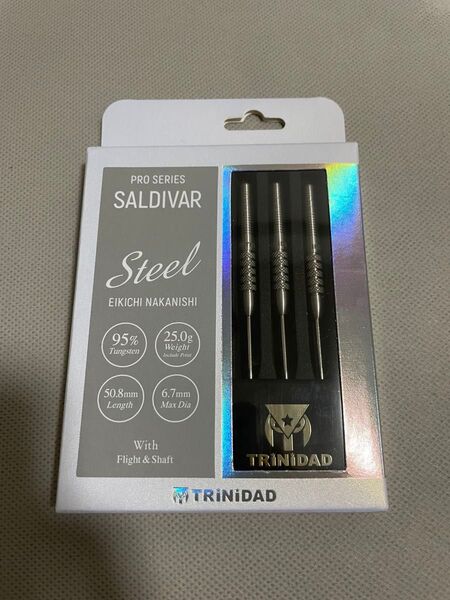 PRO SERIES
SALDIVAR
Steel
EIKICHI NAKANISHI
95%
Tungsten
25.0g
Weight
Include Point
50.8mm
Length
6.7mm
Max Dia
With
Flight & Shaft
TRiNiDAD
TRiNiDAD